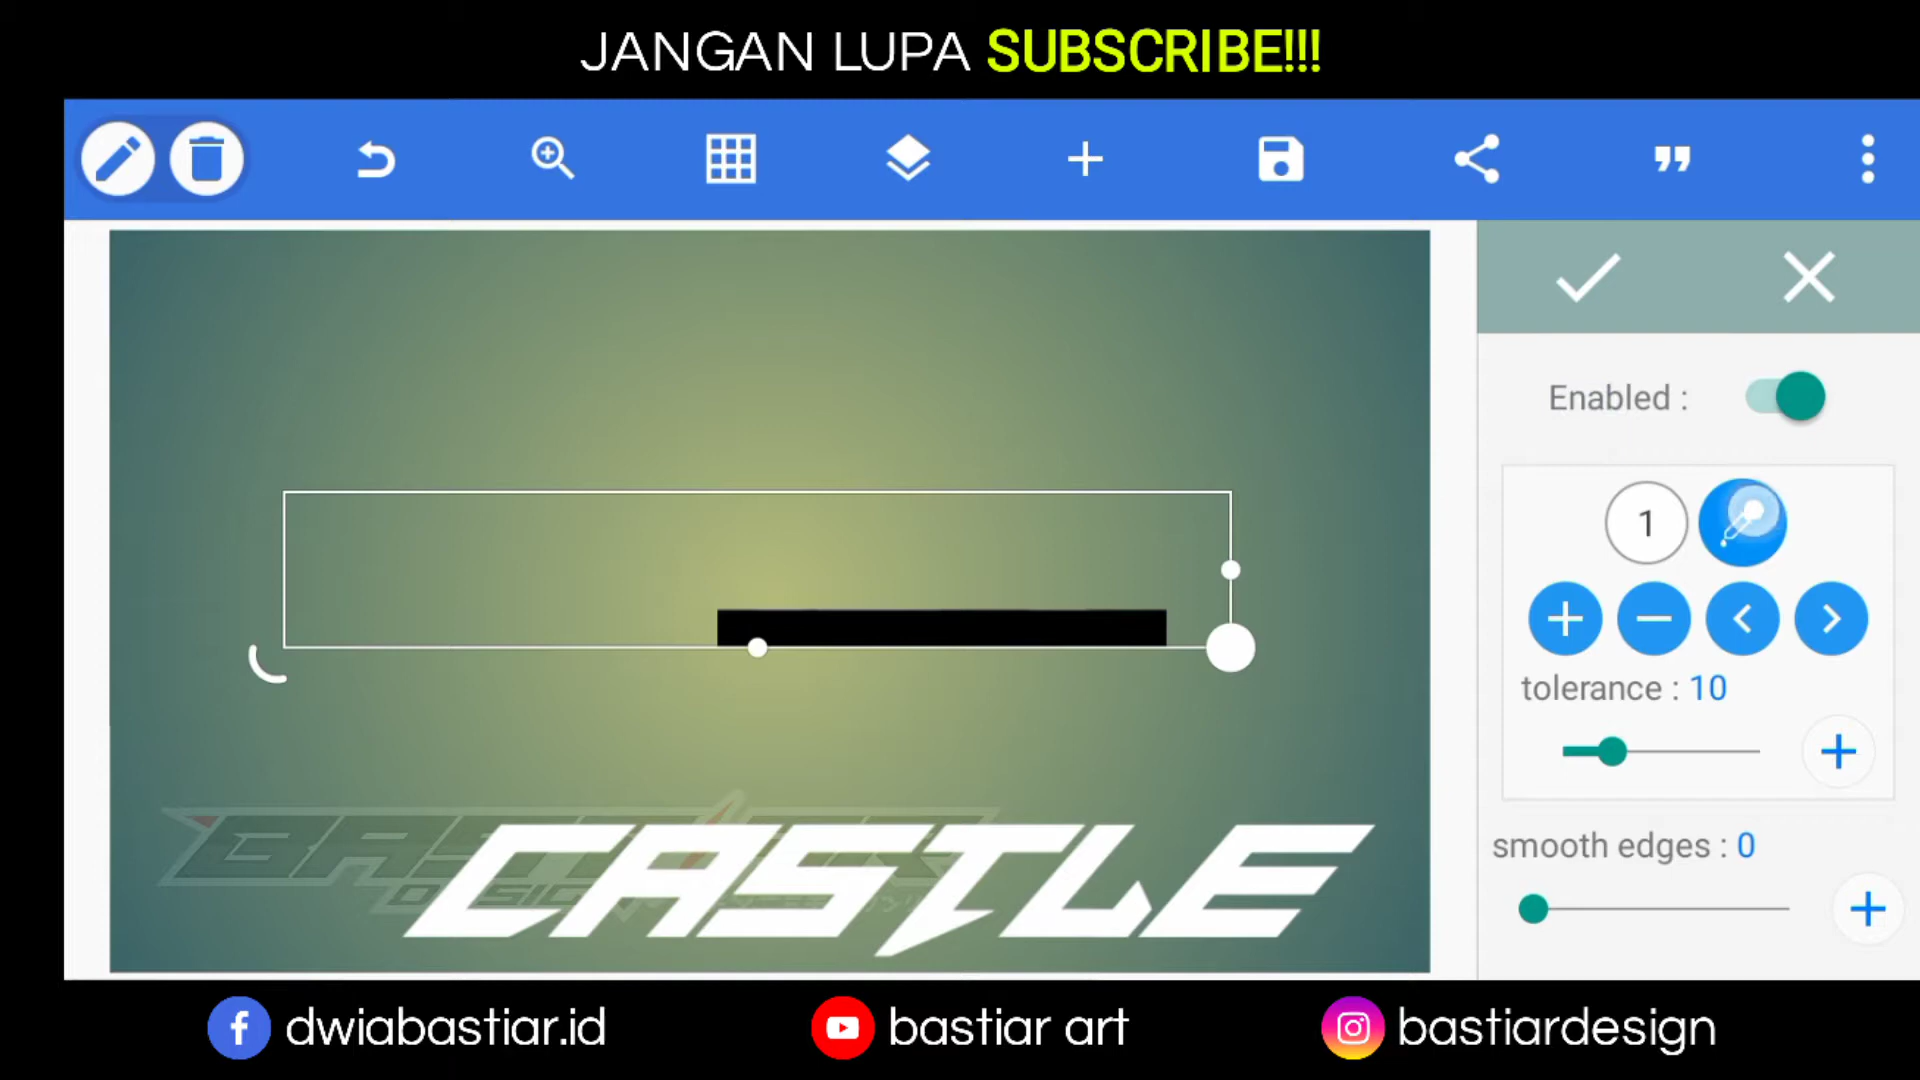 JANGAN LUPA SUBSCRIBE!!!
Enabled :
1
tolerance : 10
smooth edges : 0
CASTLE
dwiabastiar.id
bastiar art
bastiardesign